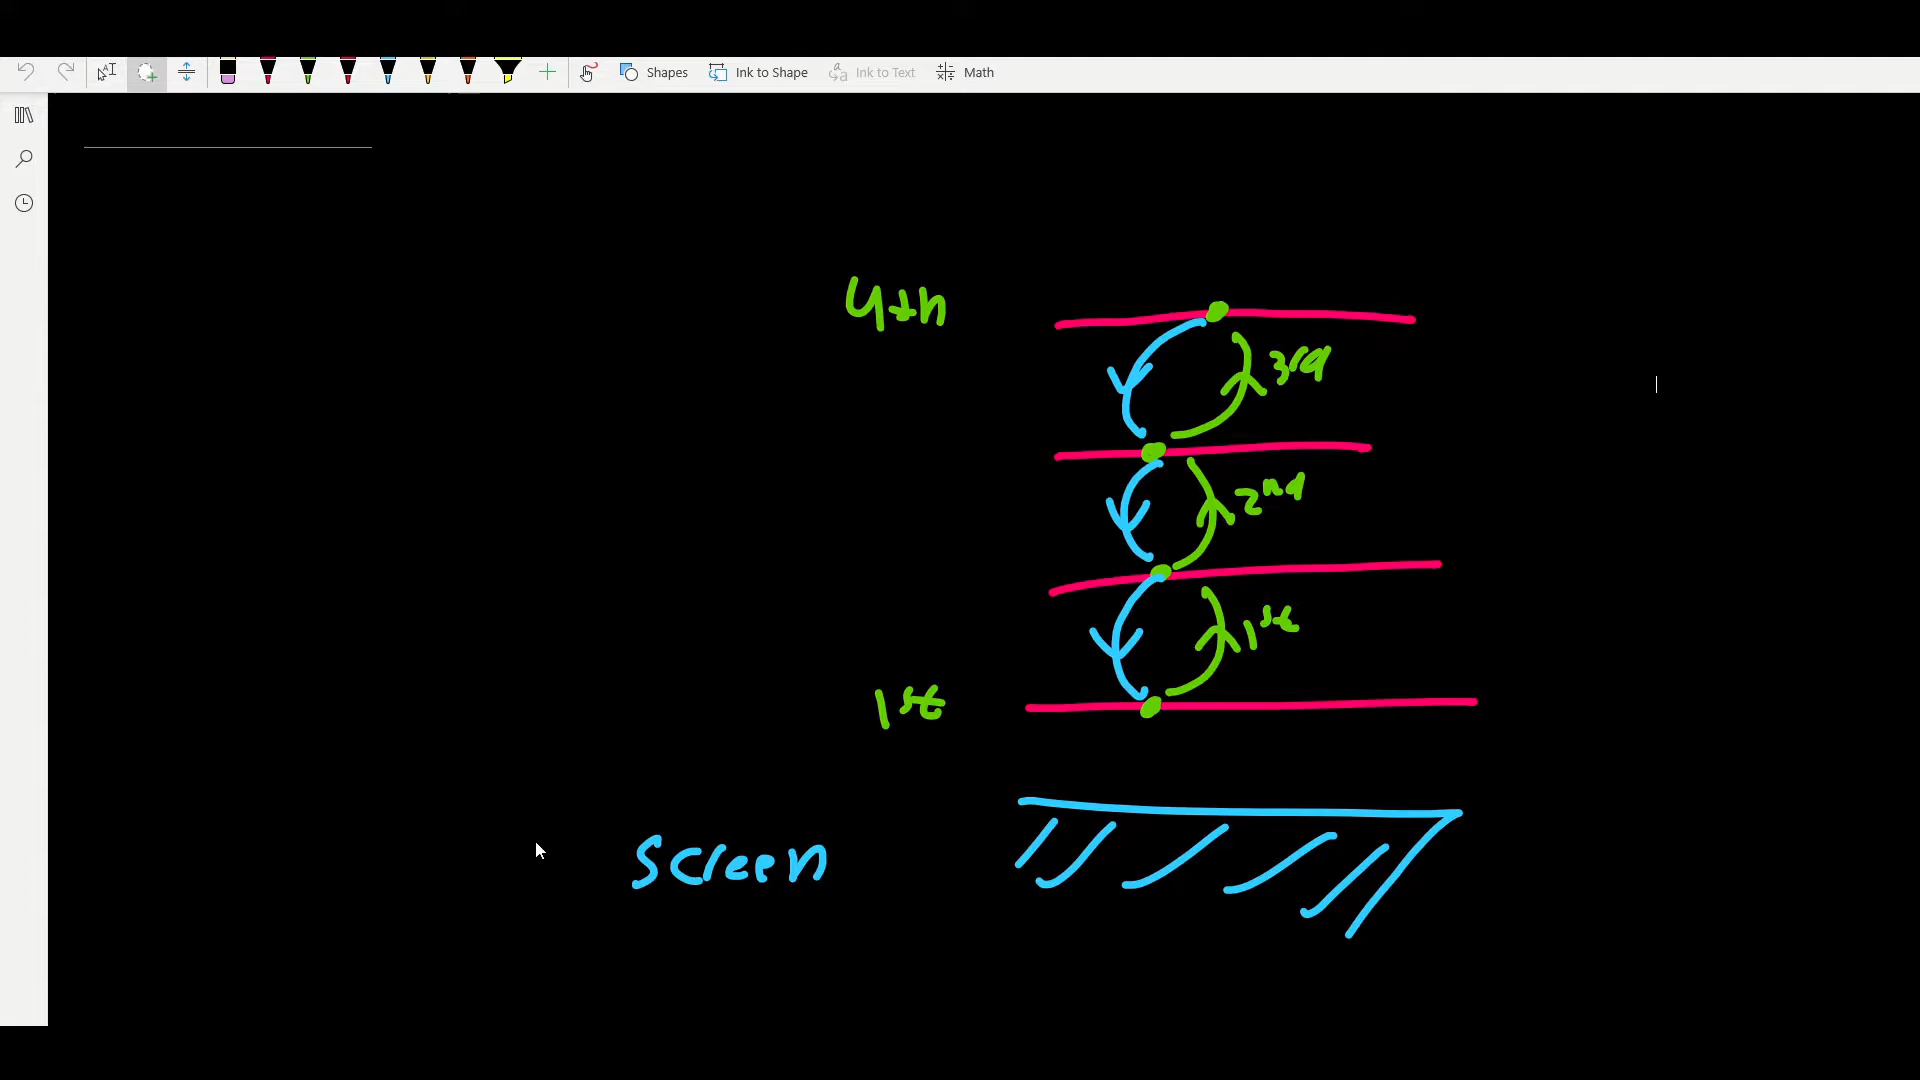 Shapes Ink to Shape Ink to Text Math
4th
3rd
2nd
1st
1st
Screen